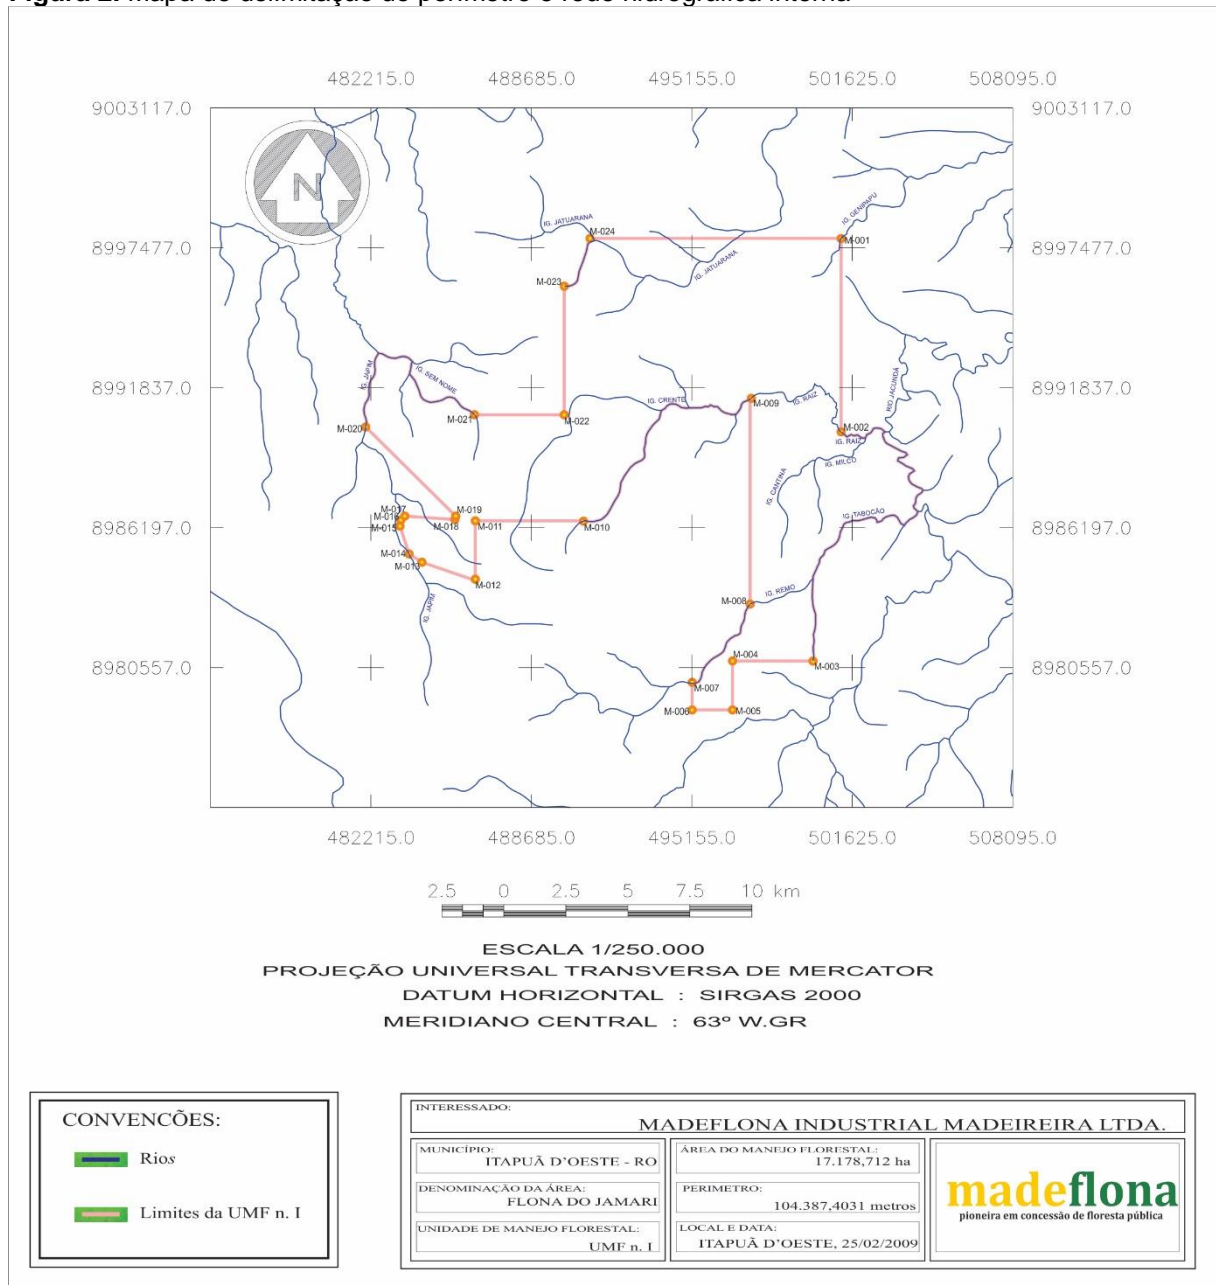 Figura 2. Mapa de delimitação do perímetro e rede hidrográfica interna
482215.0 488685.0 495155.0 501625.0 508095.0
9003117.0 9003117.0
N
IG. GENIPAPU
IG. JATUARANA
M-024
M-001
8997477.0 8997477.0
IG. JATUARANA
M-023
IG. JAPIM
IG. SEM NOME
RIO JACUNDÁ
8991837.0 8991837.0
IG. CRENTE
M-009
IG. RAIZ
M-021
M-022
M-020
M-002
IG. RAIZ
IG. MILCO
IG. CANTINA
M-017
M-019
IG. TABOCÃO
M-016
M-018
M-011
M-010
M-015
8986197.0 8986197.0
M-014
M-013
M-012
IG. REMO
M-008
IG. JAPIM
M-004
M-003
8980557.0 8980557.0
M-007
M-006
M-005
482215.0 488685.0 495155.0 501625.0 508095.0
2.5 0 2.5 5 7.5 10 km
ESCALA 1/250.000
PROJEÇÃO UNIVERSAL TRANSVERSA DE MERCATOR
DATUM HORIZONTAL : SIRGAS 2000
MERIDIANO CENTRAL : 63º W.GR
CONVENCÕES:
Rios
Limites da UMF n. I
INTERESSADO:
MADEFLONA INDUSTRIAL MADEIREIRA LTDA.
MUNICÍPIO:
ITAPUÃ D'OESTE - RO
ÁREA DO MANEJO FLORESTAL:
17.178,712 ha
DENOMINAÇÃO DA ÁREA:
FLONA DO JAMARI
PERIMETRO:
104.387,4031 metros
UNIDADE DE MANEJO FLORESTAL:
UMF n. I
LOCAL E DATA:
ITAPUÃ D'OESTE, 25/02/2009
madeflona
pioneira em concessão de floresta pública